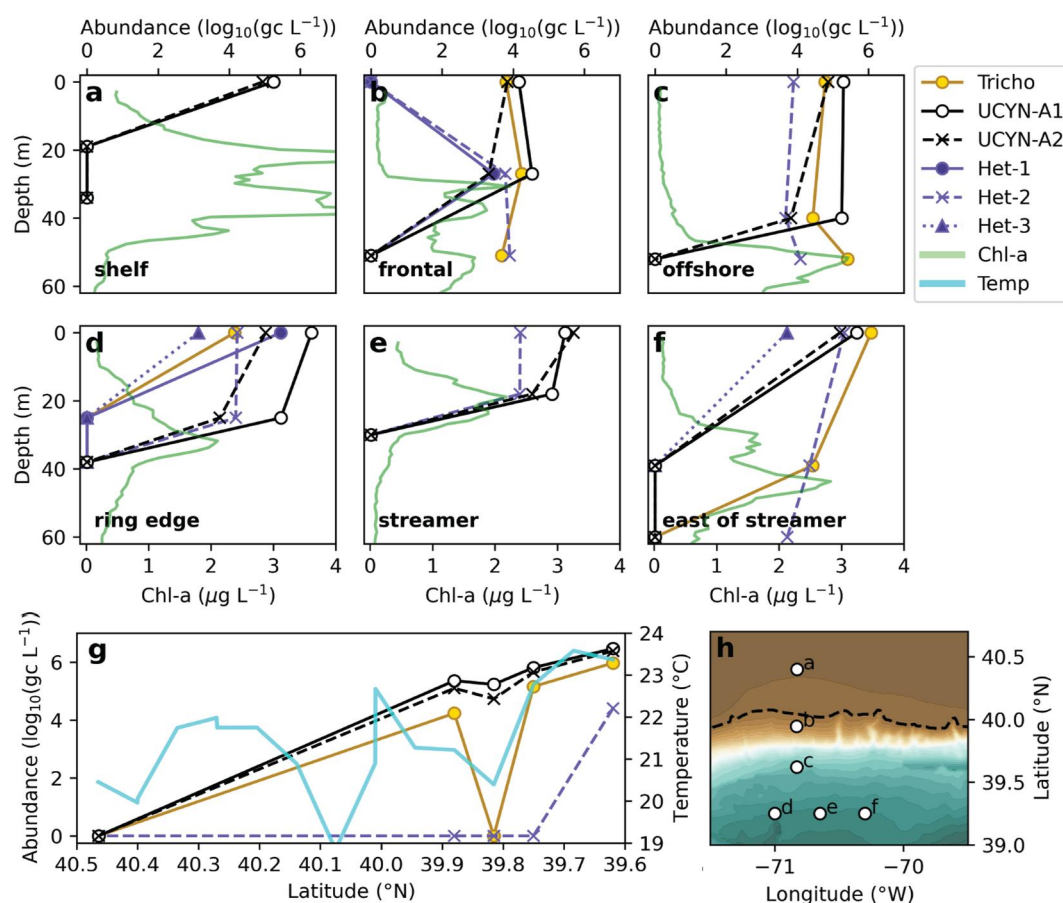 Abundance (log₁₀(gc L⁻¹)) Abundance (log₁₀(gc L⁻¹)) Abundance (log₁₀(gc L⁻¹))
0 2 4 6 0 2 4 6 0 2 4 6
a b c
0
20
40
60
Depth (m)
shelf frontal offshore
Tricho
UCYN-A1
UCYN-A2
Het-1
Het-2
Het-3
Chl-a
Temp
d e f
0
20
40
60
Depth (m)
ring edge streamer east of streamer
0 1 2 3 4 0 1 2 3 4 0 1 2 3 4
Chl-a (μg L⁻¹) Chl-a (μg L⁻¹) Chl-a (μg L⁻¹)
g
Abundance (log₁₀(gc L⁻¹))
6
4
2
0
24
23
22
21
20
19
Temperature (°C)
40.5 40.4 40.3 40.2 40.1 40.0 39.9 39.8 39.7 39.6
Latitude (°N)
h
a
b
c
d e f
40.5
40.0
39.5
39.0
Latitude (°N)
−71 −70
Longitude (°W)